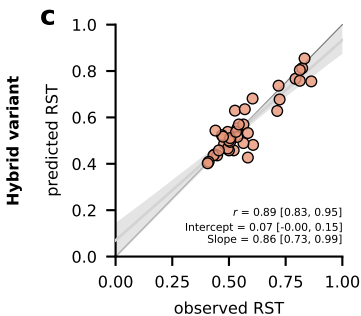 c
Hybrid variant
predicted RST
1.0
0.8
0.6
0.4
0.2
0.0
r = 0.89 [0.83, 0.95]
Intercept = 0.07 [-0.00, 0.15]
Slope = 0.86 [0.73, 0.99]
0.00 0.25 0.50 0.75 1.00
observed RST